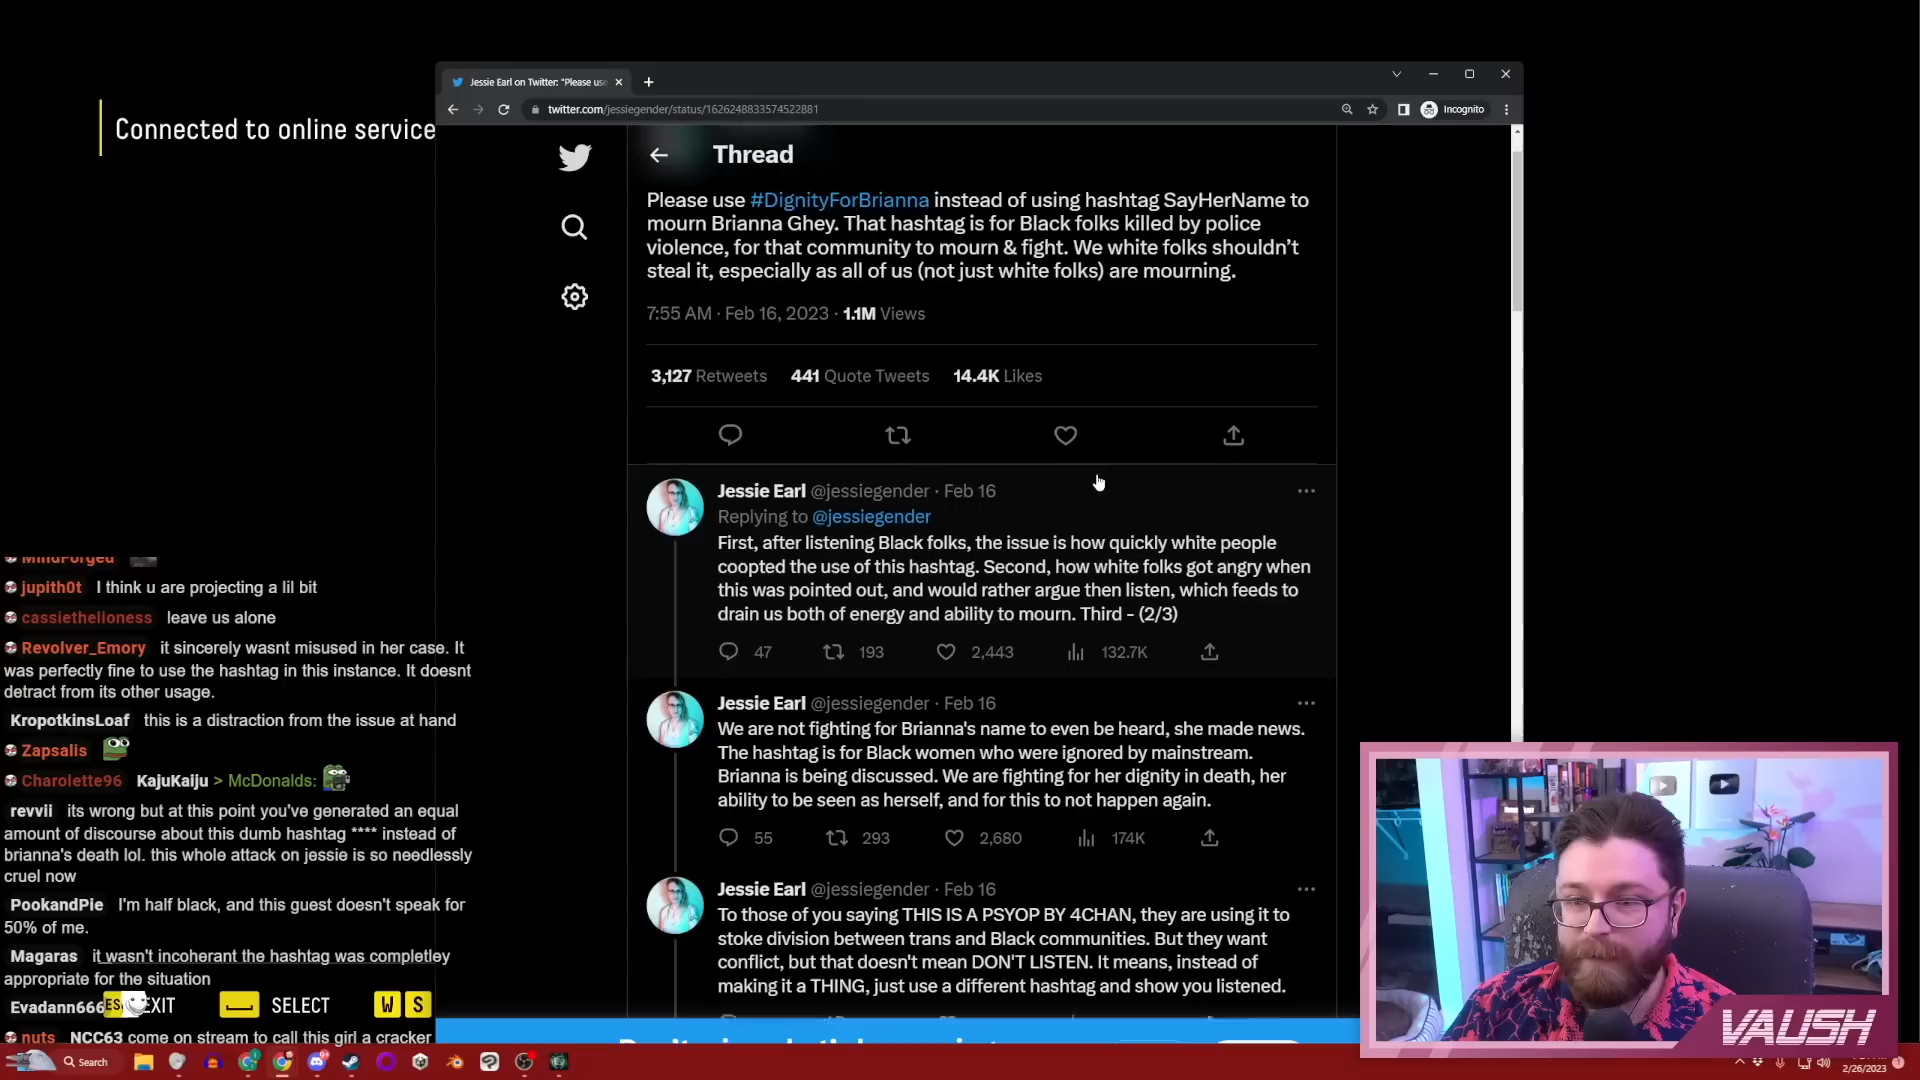 Jessie Earl on Twitter: "Please use
twitter.com/jessiegender/status/1626248833574522881
Incognito
Connected to online service
Thread
Please use #DignityForBrianna instead of using hashtag SayHerName to
mourn Brianna Ghey. That hashtag is for Black folks killed by police
violence, for that community to mourn & fight. We white folks shouldn't
steal it, especially as all of us (not just white folks) are mourning.
7:55 AM · Feb 16, 2023 · 1.1M Views
3,127 Retweets 441 Quote Tweets 14.4K Likes
Jessie Earl @jessiegender · Feb 16
Replying to @jessiegender
First, after listening Black folks, the issue is how quickly white people
coopted the use of this hashtag. Second, how white folks got angry when
this was pointed out, and would rather argue then listen, which feeds to
drain us both of energy and ability to mourn. Third - (2/3)
47 193 2,443 132.7K
Jessie Earl @jessiegender · Feb 16
We are not fighting for Brianna's name to even be heard, she made news.
The hashtag is for Black women who were ignored by mainstream.
Brianna is being discussed. We are fighting for her dignity in death, her
ability to be seen as herself, and for this to not happen again.
55 293 2,680 174K
Jessie Earl @jessiegender · Feb 16
To those of you saying THIS IS A PSYOP BY 4CHAN, they are using it to
stoke division between trans and Black communities. But they want
conflict, but that doesn't mean DON'T LISTEN. It means, instead of
making it a THING, just use a different hashtag and show you listened.
MindForged
jupith0t I think u are projecting a lil bit
cassiethelioness leave us alone
Revolver_Emory it sincerely wasnt misused in her case. It
was perfectly fine to use the hashtag in this instance. It doesnt
detract from its other usage.
KropotkinsLoaf this is a distraction from the issue at hand
Zapsalis
Charolette96 KajuKaiju > McDonalds:
revvii its wrong but at this point you've generated an equal
amount of discourse about this dumb hashtag **** instead of
brianna's death lol. this whole attack on jessie is so needlessly
cruel now
PookandPie I'm half black, and this guest doesn't speak for
50% of me.
Magaras it wasn't incoherant the hashtag was completley
appropriate for the situation
Evadann666
EXIT SELECT W S
nuts NCC63 come on stream to call this girl a cracker
VAUSH
Search
2/26/2023